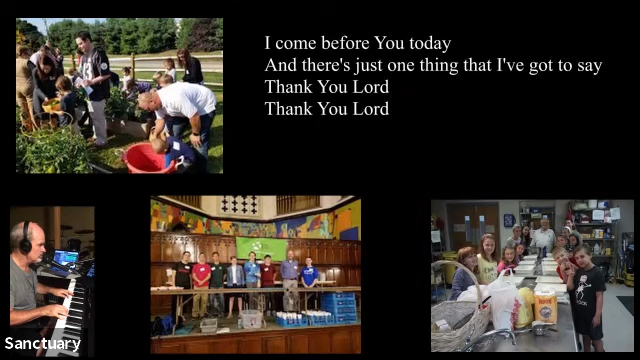 I come before You today
And there's just one thing that I've got to say
Thank You Lord
Thank You Lord
Sanctuary